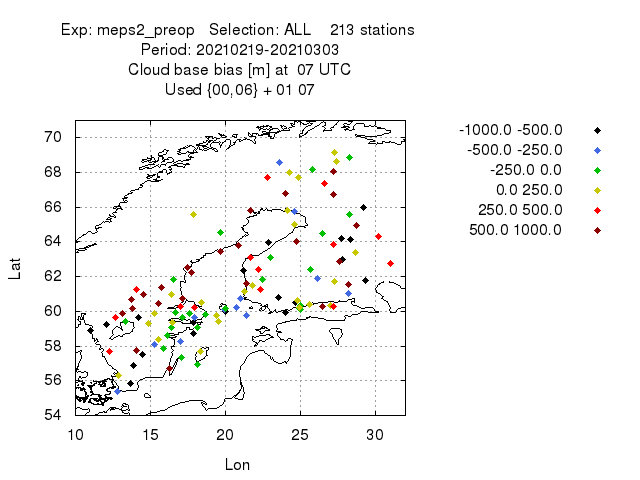 Exp: meps2_preop Selection: ALL 213 stations
Period: 20210219-20210303
Cloud base bias [m] at 07 UTC
Used {00,06} + 01 07
-1000.0 -500.0
-500.0 -250.0
-250.0 0.0
0.0 250.0
250.0 500.0
500.0 1000.0
Lat
70
68
66
64
62
60
58
56
54
10 15 20 25 30
Lon